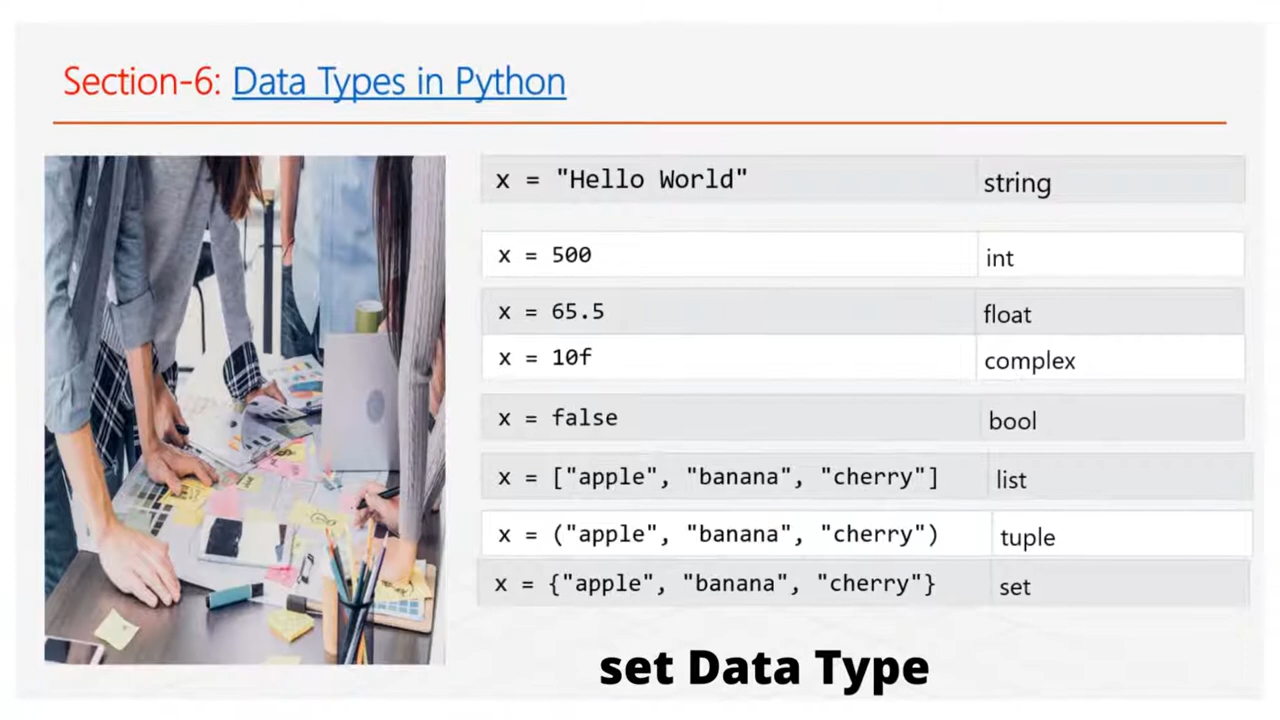 Section-6: Data Types in Python
x = "Hello World" string
x = 500 int
x = 65.5 float
x = 10f complex
x = false bool
x = ["apple", "banana", "cherry"] list
x = ("apple", "banana", "cherry") tuple
x = {"apple", "banana", "cherry"} set
set Data Type